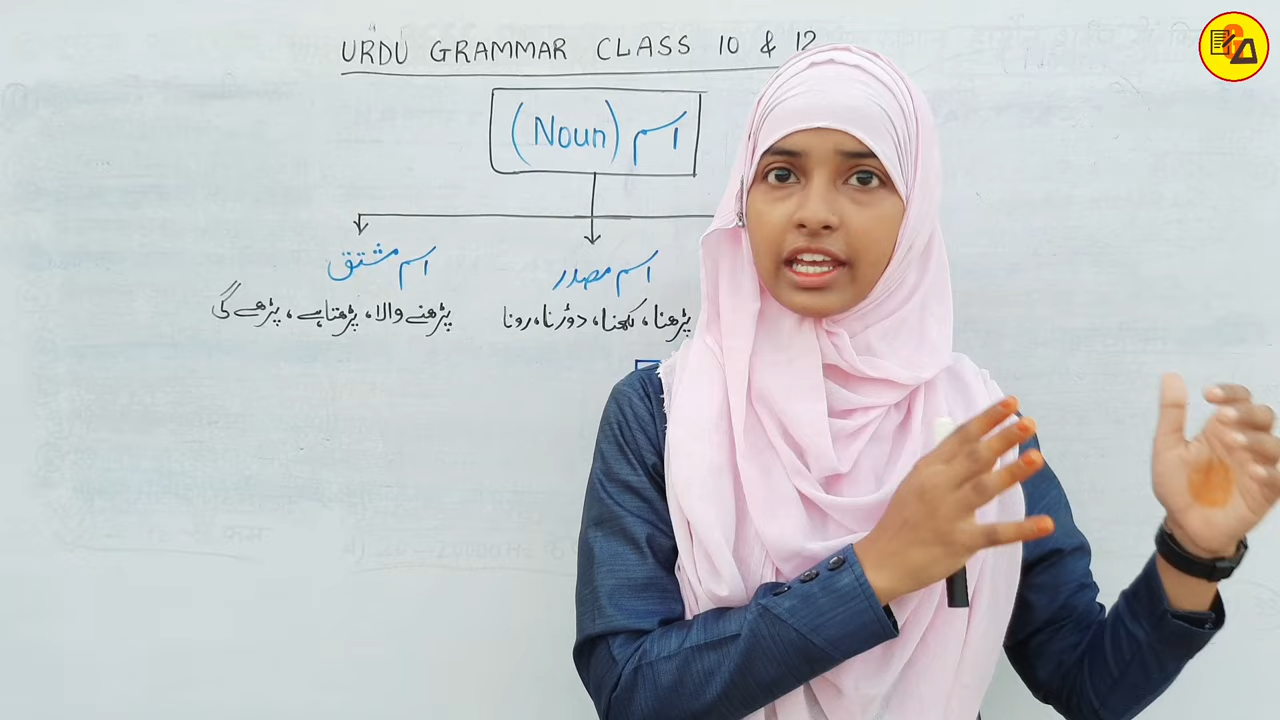 URDU GRAMMAR CLASS 10 & 12
اسم (Noun)
اسم مصدر
اسم مشتق
پڑھنا، لکھنا، دوڑنا، رونا
پڑھنے والا، پڑھتا ہے، پڑھے گی